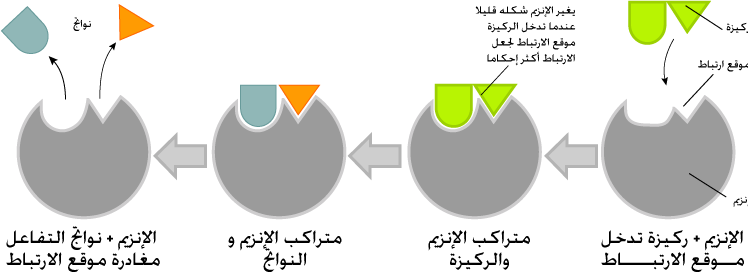 ركيزة
موقع ارتباط
الإنزيم + ركيزة تدخل
موقع الارتباط
يغير الإنزيم شكله قليلا
عندما تدخل الركيزة
موقع الارتباط لجعل
الارتباط أكثر إحكاما
متراكب الإنزيم
والركيزة
متراكب الإنزيم و
النواتج
نواتج
الإنزيم + نواتج التفاعل
مغادرة موقع الارتباط